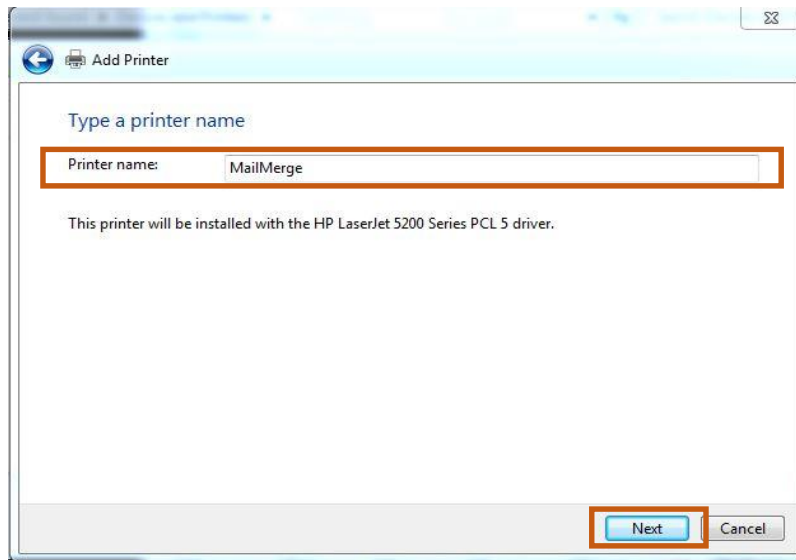 Add Printer
Type a printer name
Printer name: MailMerge
This printer will be installed with the HP LaserJet 5200 Series PCL 5 driver.
Next Cancel